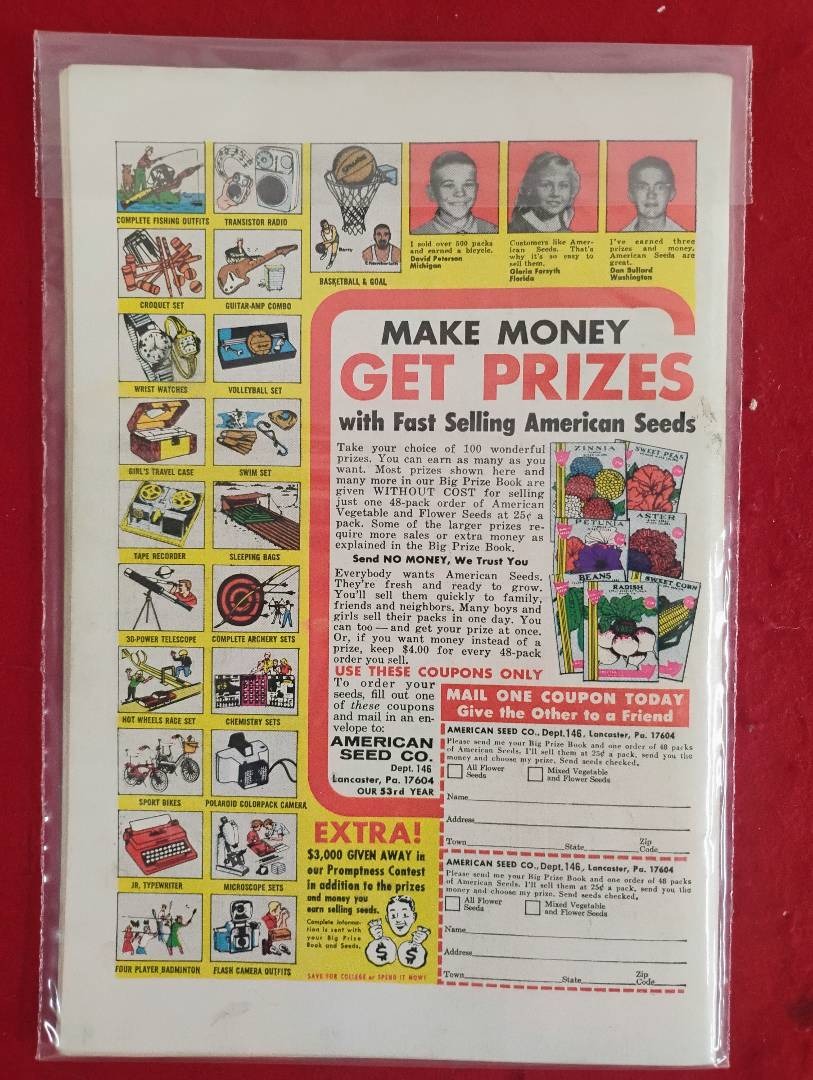 COMPLETE FISHING OUTFITS
TRANSISTOR RADIO
CROQUET SET
GUITAR-AMP COMBO
WRIST WATCHES
VOLLEYBALL SET
GIRL'S TRAVEL CASE
SWIM SET
TAPE RECORDER
SLEEPING BAGS
30-POWER TELESCOPE
COMPLETE ARCHERY SETS
HOT WHEELS RACE SET
CHEMISTRY SETS
SPORT BIKES
POLAROID COLORPACK CAMERA
JR. TYPEWRITER
MICROSCOPE SETS
FOUR PLAYER BADMINTON
FLASH CAMERA OUTFITS
Barry
Chamberlain
BASKETBALL & GOAL
I sold over 500 packs
and earned a bicycle.
David Peterson
Michigan
Customers like Amer-
ican Seeds. That's
why it's so easy to
sell them.
Gloria Forsyth
Florida
I've earned three
prizes and money.
American Seeds are
great.
Dan Bullard
Washington
MAKE MONEY
GET PRIZES
with Fast Selling American Seeds
Take your choice of 100 wonderful
prizes. You can earn as many as you
want. Most prizes shown here and
many more in our Big Prize Book are
given WITHOUT COST for selling
just one 48-pack order of American
Vegetable and Flower Seeds at 25¢ a
pack. Some of the larger prizes re-
quire more sales or extra money as
explained in the Big Prize Book.
Send NO MONEY, We Trust You
Everybody wants American Seeds.
They're fresh and ready to grow.
You'll sell them quickly to family,
friends and neighbors. Many boys and
girls sell their packs in one day. You
can too — and get your prize at once.
Or, if you want money instead of a
prize, keep $4.00 for every 48-pack
order you sell.
ZINNIA
SWEET PEAS
PETUNIA
ASTER
BEANS
RADISH
SWEET CORN
USE THESE COUPONS ONLY
To order your
seeds, fill out one
of these coupons
and mail in an en-
velope to:
AMERICAN
SEED CO.
Dept. 146
Lancaster, Pa. 17604
OUR 53rd YEAR
EXTRA!
$3,000 GIVEN AWAY in
our Promptness Contest
in addition to the prizes
and money you
earn selling seeds.
Complete informa-
tion is sent with
your Big Prize
Book and Seeds.
$ $
SAVE FOR COLLEGE or SPEND IT NOW!
MAIL ONE COUPON TODAY
Give the Other to a Friend
AMERICAN SEED CO., Dept. 146, Lancaster, Pa. 17604
Please send me your Big Prize Book and one order of 48 packs
of American Seeds. I'll sell them at 25¢ a pack, send you the
money and choose my prize. Send seeds checked.
All Flower
Seeds
Mixed Vegetable
and Flower Seeds
Name
Address
Town State Zip Code
AMERICAN SEED CO., Dept. 146, Lancaster, Pa. 17604
Please send me your Big Prize Book and one order of 48 packs
of American Seeds. I'll sell them at 25¢ a pack, send you the
money and choose my prize. Send seeds checked.
All Flower
Seeds
Mixed Vegetable
and Flower Seeds
Name
Address
Town State Zip Code